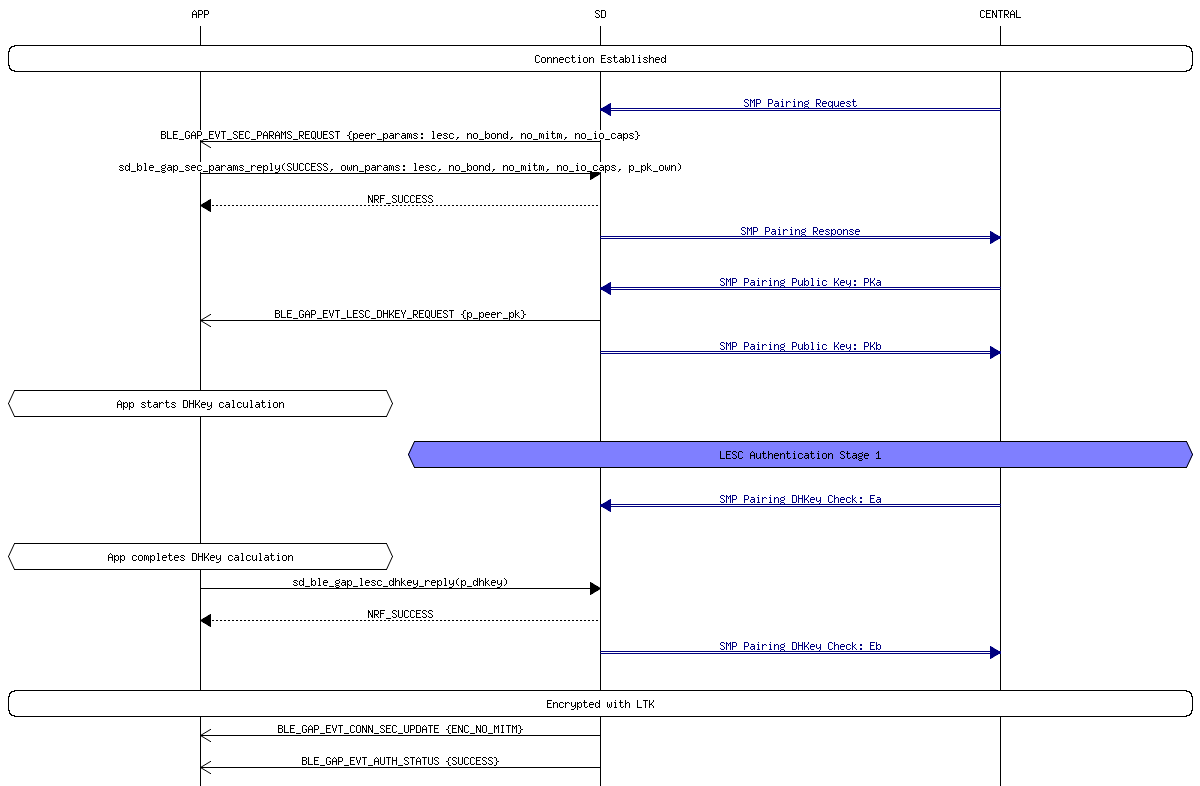 APP SD CENTRAL
Connection Established
SMP Pairing Request
BLE_GAP_EVT_SEC_PARAMS_REQUEST {peer_params: lesc, no_bond, no_mitm, no_io_caps}
sd_ble_gap_sec_params_reply(SUCCESS, own_params: lesc, no_bond, no_mitm, no_io_caps, p_pk_own)
NRF_SUCCESS
SMP Pairing Response
SMP Pairing Public Key: PKa
BLE_GAP_EVT_LESC_DHKEY_REQUEST {p_peer_pk}
SMP Pairing Public Key: PKb
App starts DHKey calculation
LESC Authentication Stage 1
SMP Pairing DHKey Check: Ea
App completes DHKey calculation
sd_ble_gap_lesc_dhkey_reply(p_dhkey)
NRF_SUCCESS
SMP Pairing DHKey Check: Eb
Encrypted with LTK
BLE_GAP_EVT_CONN_SEC_UPDATE {ENC_NO_MITM}
BLE_GAP_EVT_AUTH_STATUS {SUCCESS}